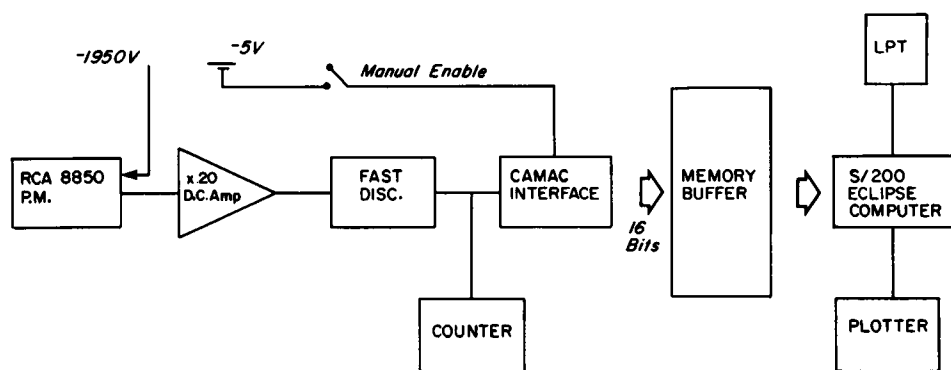 -1950V
-5V
Manual Enable
LPT
RCA 8850
P.M.
x 20
D.C. Amp
FAST
DISC.
CAMAC
INTERFACE
16
Bits
MEMORY
BUFFER
S/200
ECLIPSE
COMPUTER
COUNTER
PLOTTER